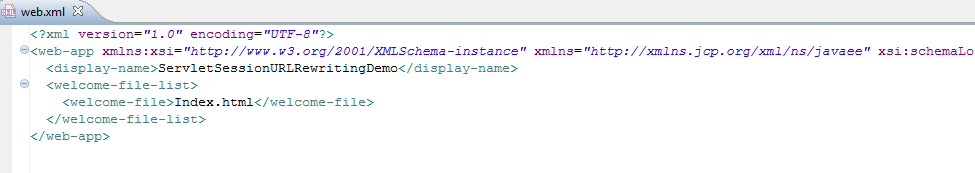 web.xml
<?xml version="1.0" encoding="UTF-8"?>
<web-app xmlns:xsi="http://www.w3.org/2001/XMLSchema-instance" xmlns="http://xmlns.jcp.org/xml/ns/javaee" xsi:schemaLo
<display-name>ServletSessionURLRewritingDemo</display-name>
<welcome-file-list>
<welcome-file>Index.html</welcome-file>
</welcome-file-list>
</web-app>